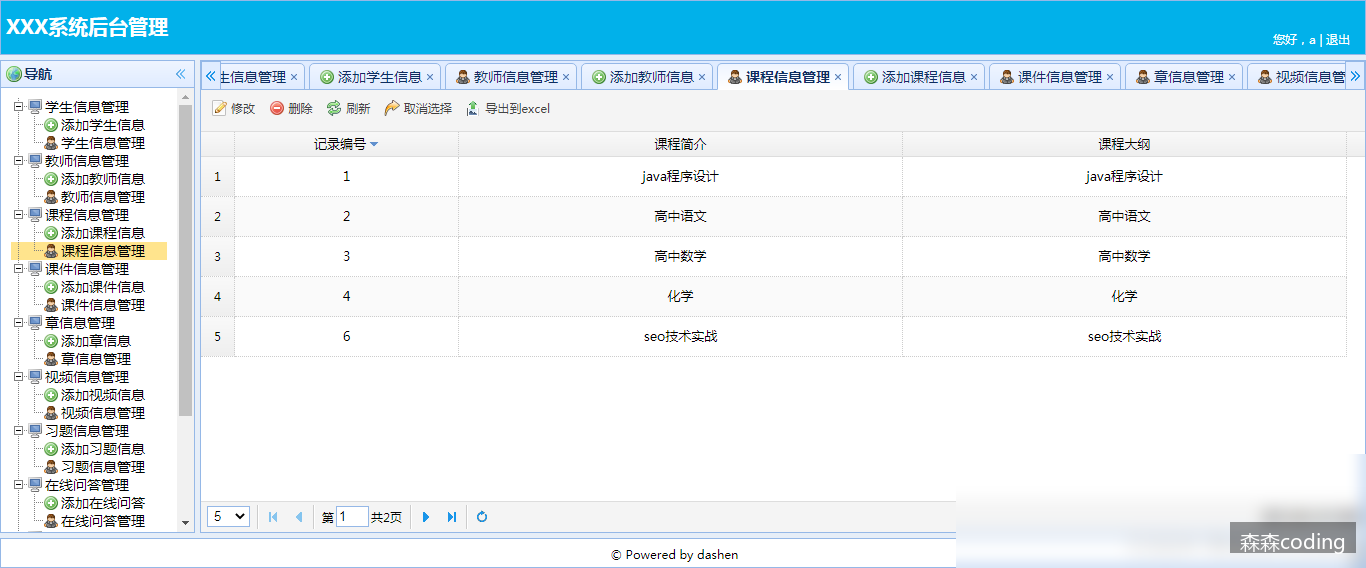 XXX系统后台管理
您好，a | 退出
导航
学生信息管理
添加学生信息
学生信息管理
教师信息管理
添加教师信息
教师信息管理
课程信息管理
添加课程信息
课程信息管理
课件信息管理
添加课件信息
课件信息管理
章信息管理
添加章信息
章信息管理
视频信息管理
添加视频信息
视频信息管理
习题信息管理
添加习题信息
习题信息管理
在线问答管理
添加在线问答
在线问答管理
生信息管理 添加学生信息 教师信息管理 添加教师信息 课程信息管理 添加课程信息 课件信息管理 章信息管理 视频信息管
修改 删除 刷新 取消选择 导出到excel
记录编号 课程简介 课程大纲
1 1 java程序设计 java程序设计
2 2 高中语文 高中语文
3 3 高中数学 高中数学
4 4 化学 化学
5 6 seo技术实战 seo技术实战
5 第 1 共2页
© Powered by dashen
森森coding